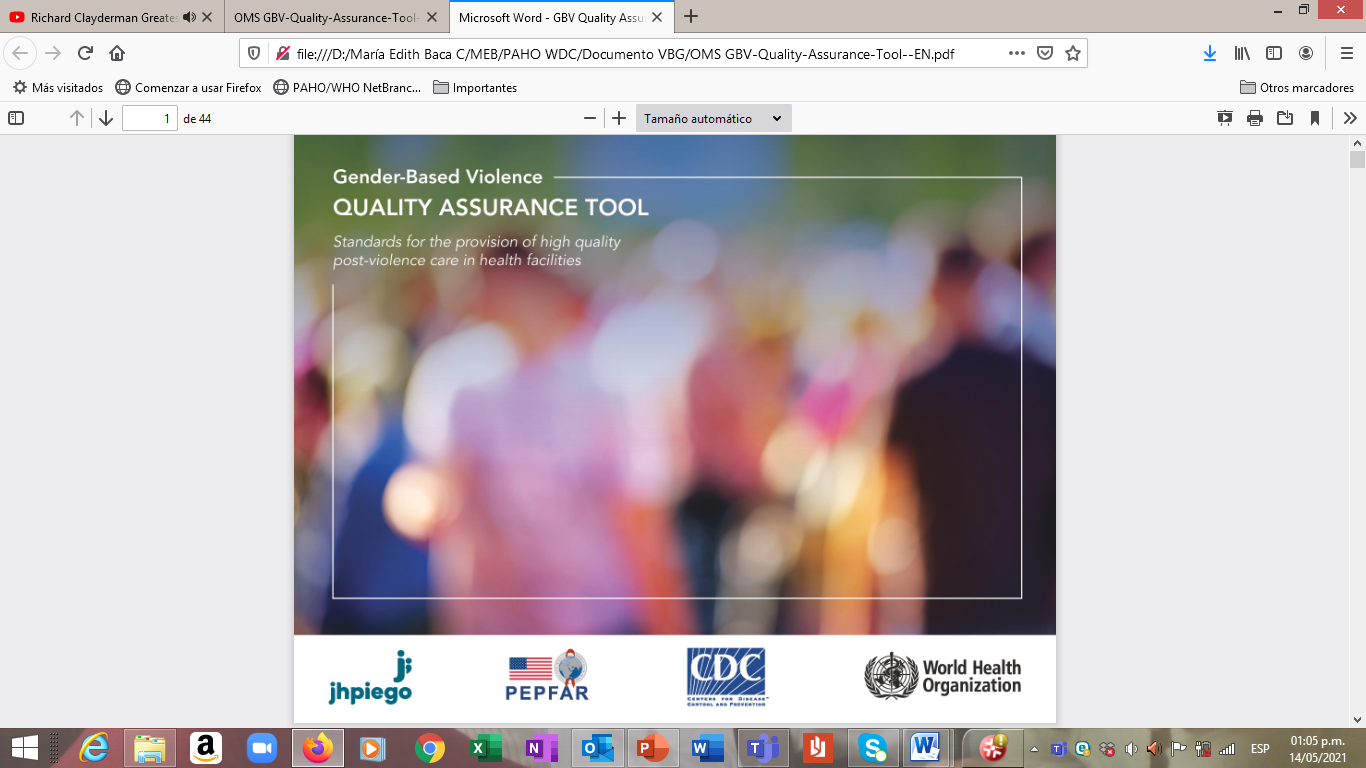 Richard Clayderman Greates
OMS GBV-Quality-Assurance-Tool-
Microsoft Word - GBV Quality Assu
file:///D:/María Edith Baca C/MEB/PAHO WDC/Documento VBG/OMS GBV-Quality-Assurance-Tool--EN.pdf
Más visitados
Comenzar a usar Firefox
PAHO/WHO NetBranc...
Importantes
Otros marcadores
1 de 44
Tamaño automático
Gender-Based Violence
QUALITY ASSURANCE TOOL
Standards for the provision of high quality
post-violence care in health facilities
jhpiego
PEPFAR
CDC
CENTERS FOR DISEASE
CONTROL AND PREVENTION
World Health
Organization
ESP
01:05 p.m.
14/05/2021